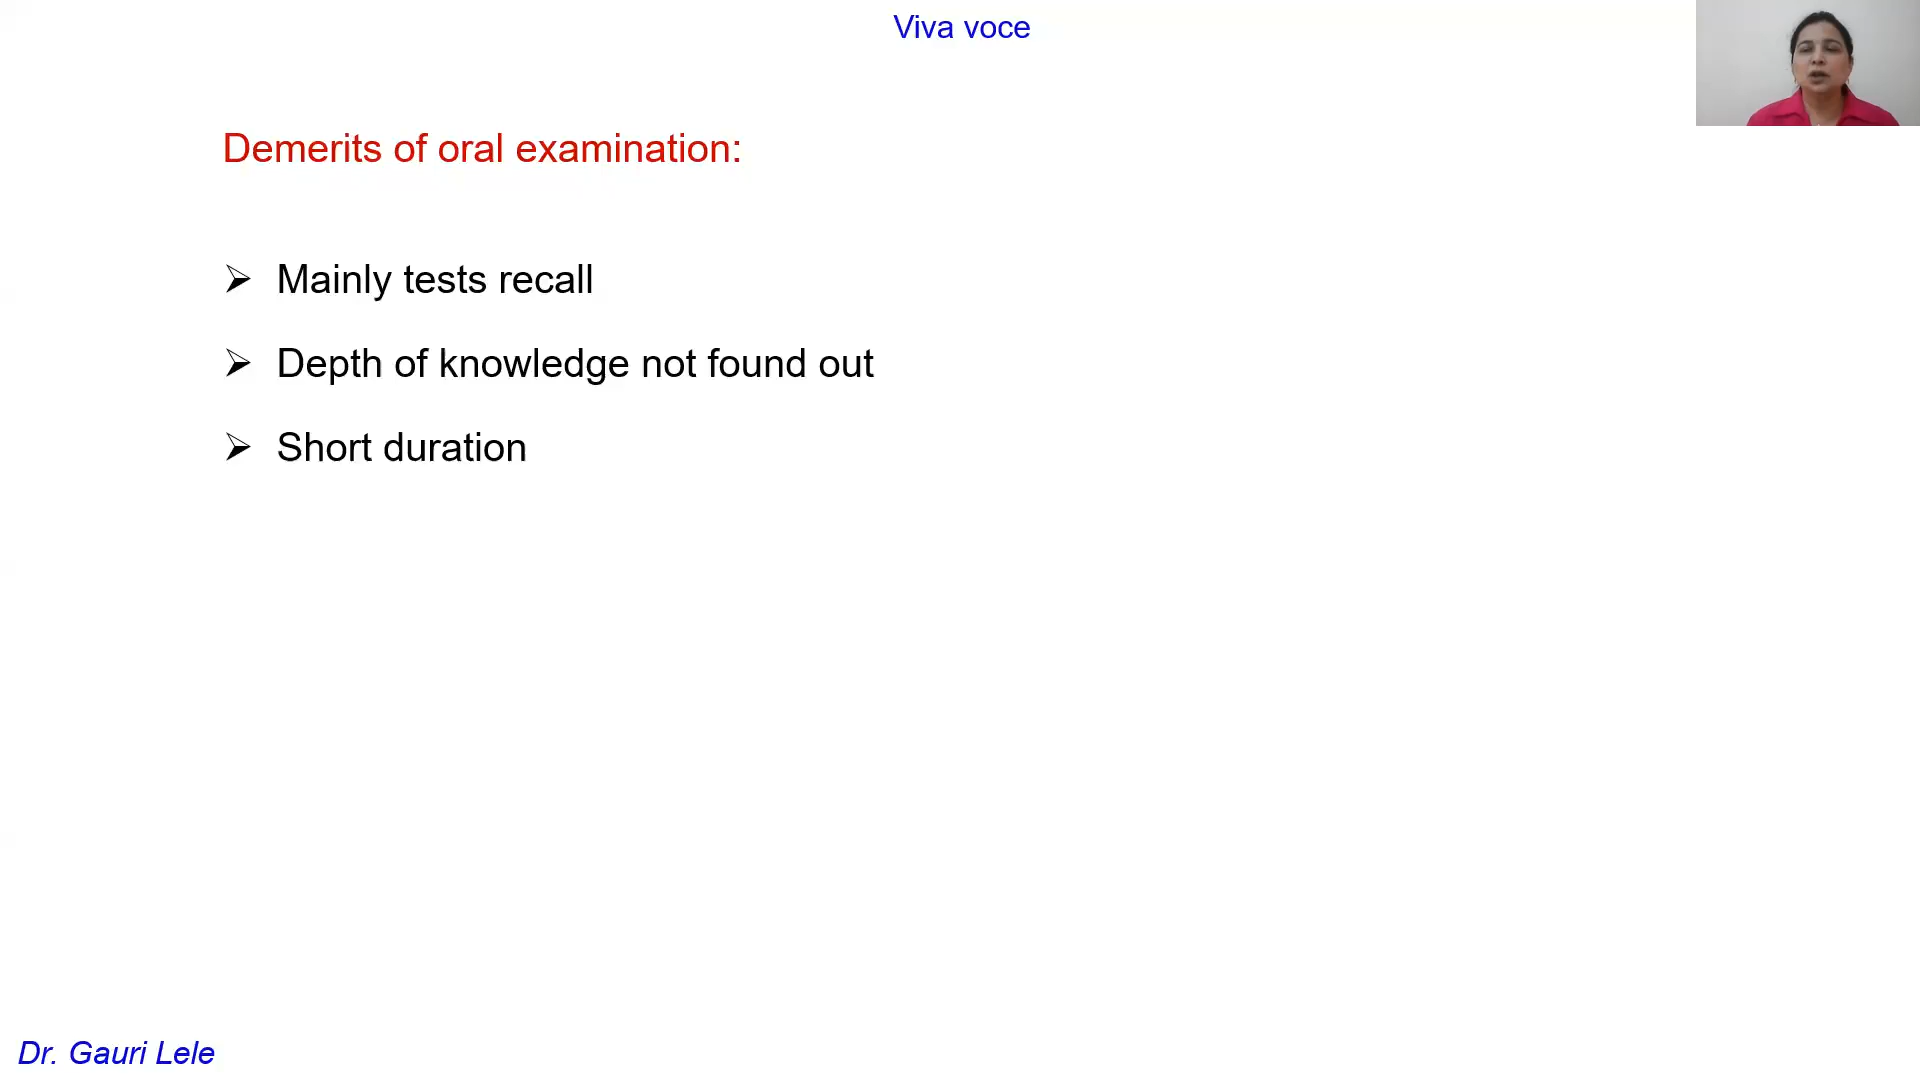 Viva voce
Demerits of oral examination:
➢ Mainly tests recall
➢ Depth of knowledge not found out
➢ Short duration
Dr. Gauri Lele